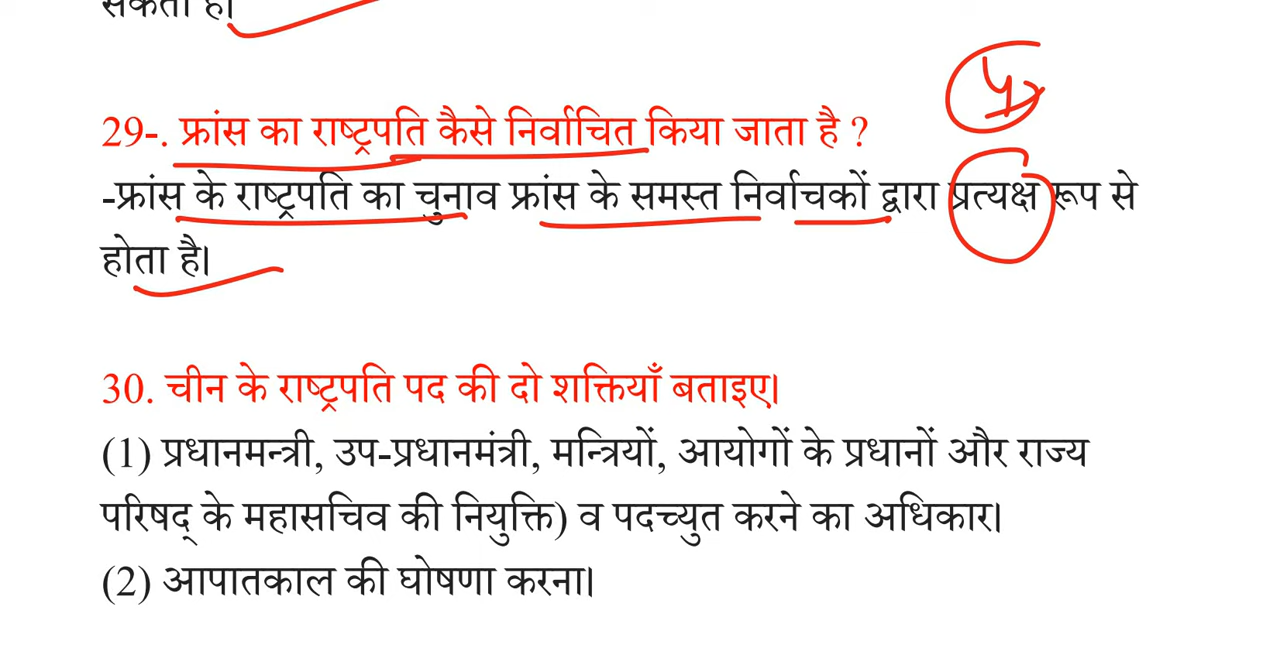 सकता है।
29-. फ्रांस का राष्ट्रपति कैसे निर्वाचित किया जाता है ?
-फ्रांस के राष्ट्रपति का चुनाव फ्रांस के समस्त निर्वाचकों द्वारा प्रत्यक्ष रूप से
होता है।
30. चीन के राष्ट्रपति पद की दो शक्तियाँ बताइए।
(1) प्रधानमन्त्री, उप-प्रधानमंत्री, मन्त्रियों, आयोगों के प्रधानों और राज्य
परिषद् के महासचिव की नियुक्ति) व पदच्युत करने का अधिकार।
(2) आपातकाल की घोषणा करना।